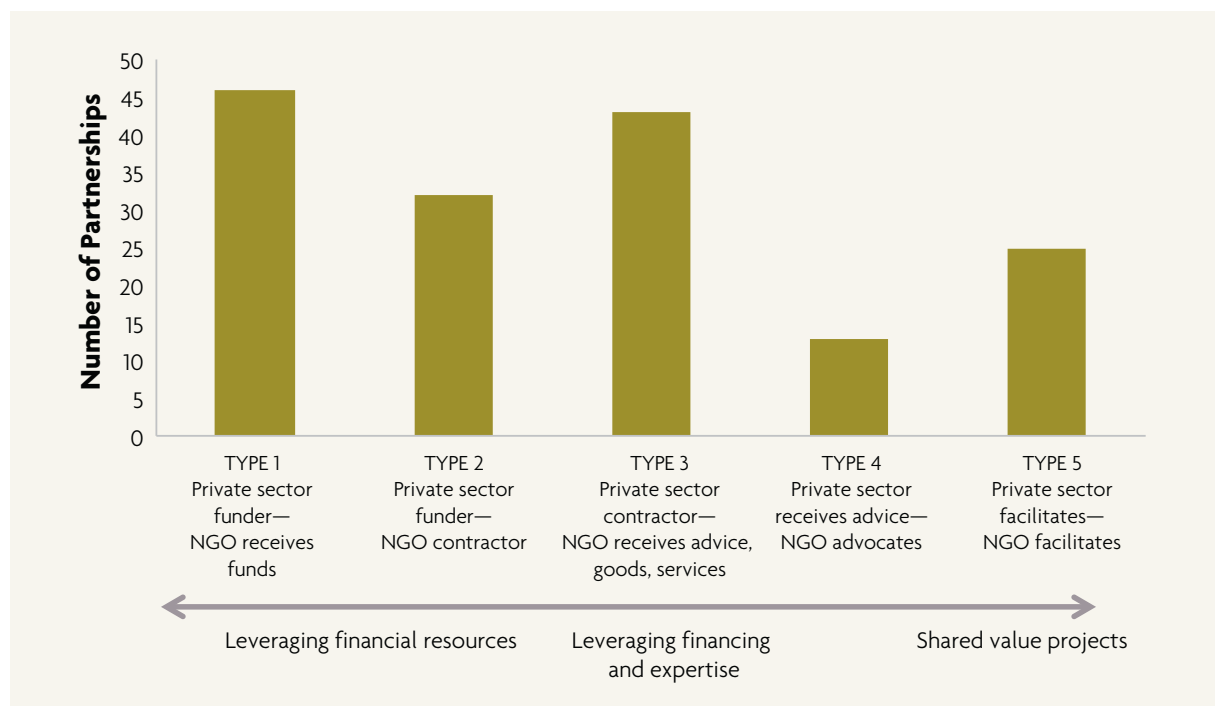 Number of Partnerships
50
45
40
35
30
25
20
15
10
5
0
TYPE 1
Private sector
funder—
NGO receives
funds
TYPE 2
Private sector
funder—
NGO contractor
TYPE 3
Private sector
contractor—
NGO receives advice,
goods, services
TYPE 4
Private sector
receives advice—
NGO advocates
TYPE 5
Private sector
facilitates—
NGO facilitates
Leveraging financial resources
Leveraging financing
and expertise
Shared value projects